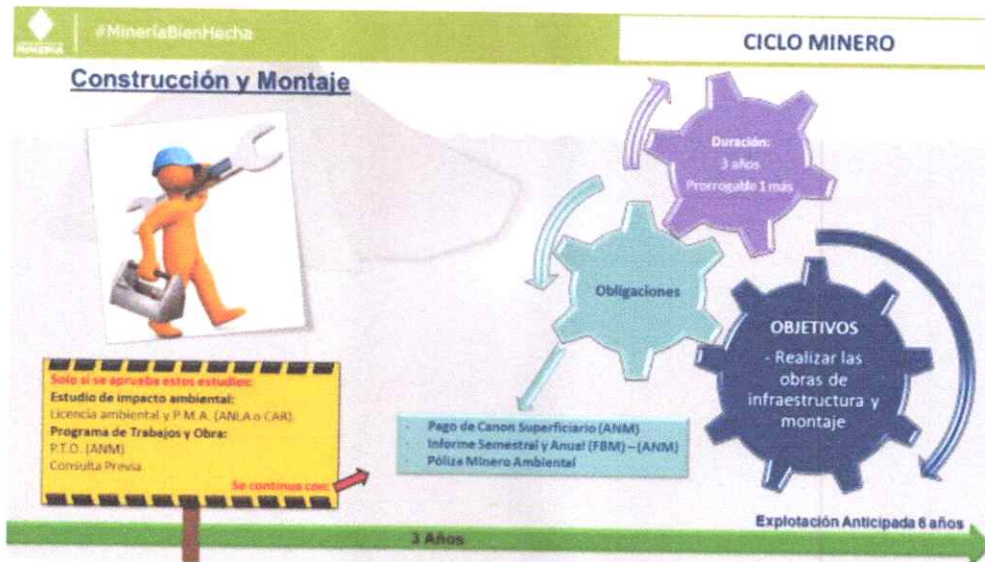 MINERÍA
#MineríaBienHecha
CICLO MINERO
Construcción y Montaje
Duración:
3 años
Prorrogable 1 más
Obligaciones
OBJETIVOS
- Realizar las
obras de
infraestructura y
montaje
Solo si se aprueba estos estudios:
Estudio de impacto ambiental:
Licencia ambiental y P.M.A. (ANLA o CAR).
Programa de Trabajos y Obra:
P.T.O. (ANM)
Consulta Previa
Se continua con:
- Pago de Canon Superficiario (ANM)
- Informe Semestral y Anual (FBM) – (ANM)
- Póliza Minero Ambiental
Explotación Anticipada 6 años
3 Años